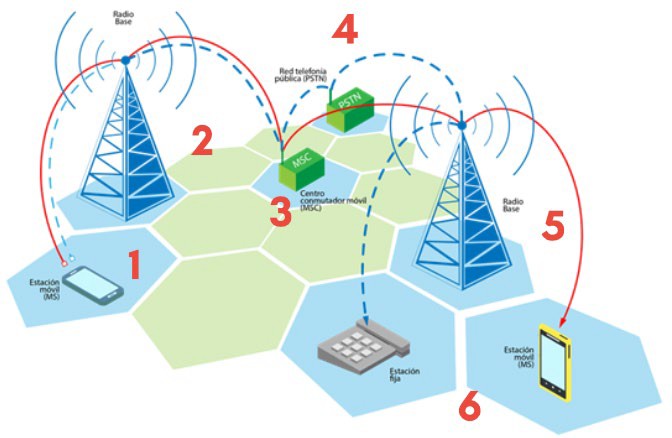 Radio
Base
4
Red telefonía
pública (PSTN)
PSTN
2
MSC
Centro
conmutador móvil
(MSC)
3
Radio
Base
5
1
Estación
móvil
(MS)
Estación
móvil
(MS)
Estación
fija
6